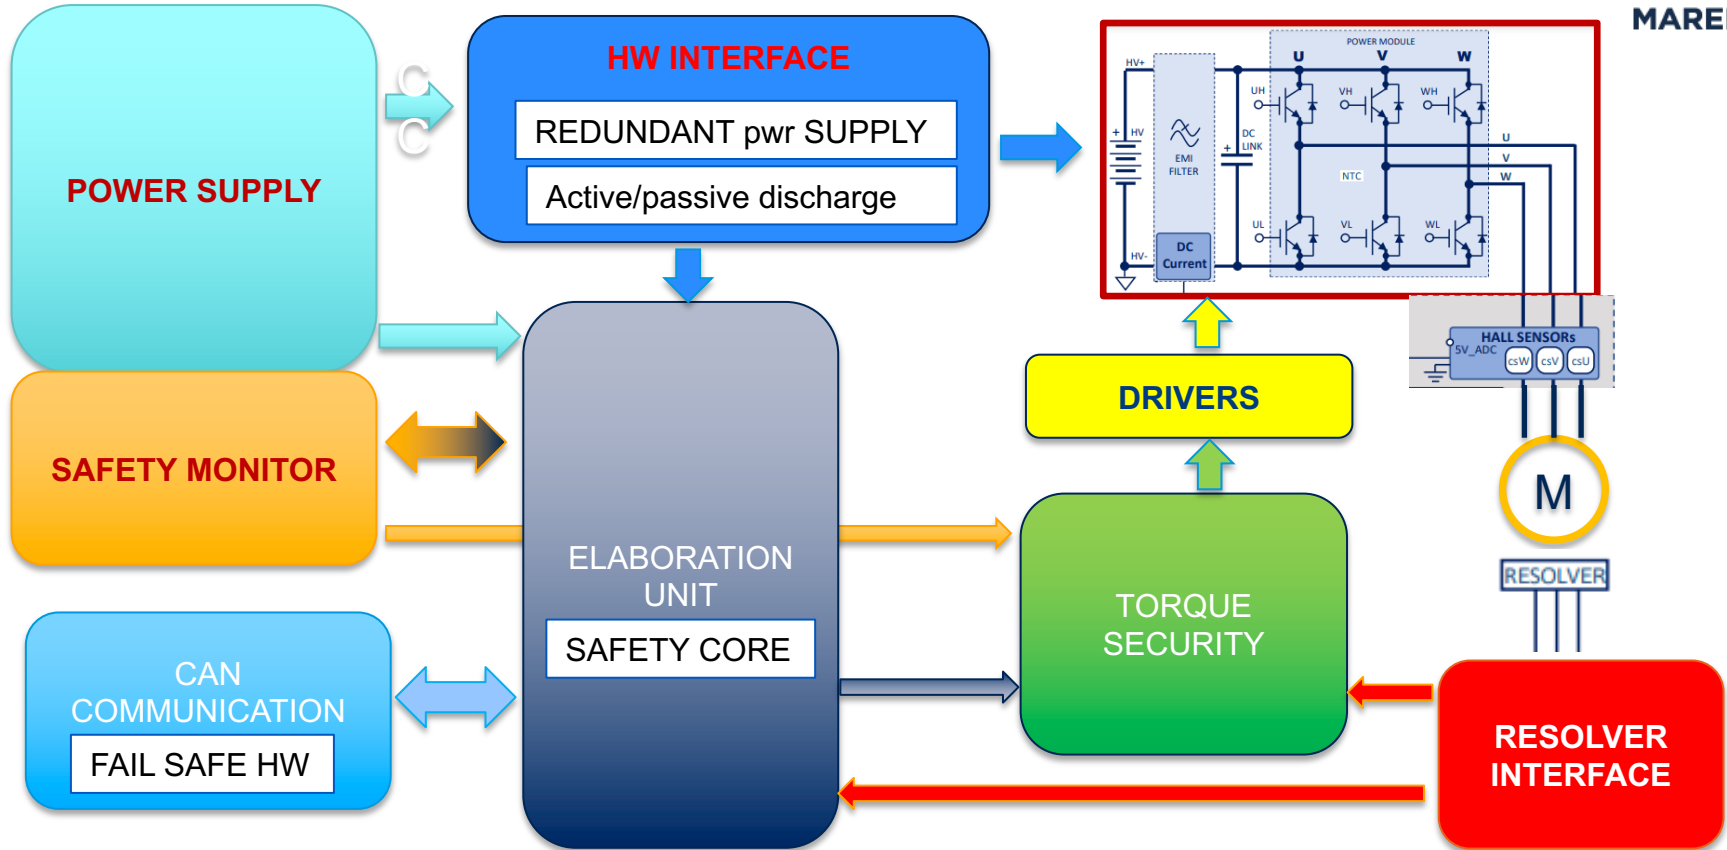 MARE
POWER SUPPLY
C
C
HW INTERFACE
REDUNDANT pwr SUPPLY
Active/passive discharge
POWER MODULE
U
V
W
HV+
UH
VH
WH
+
HV
EMI
FILTER
+
DC
LINK
NTC
U
V
W
UL
VL
WL
HV-
DC
Current
HALL SENSORs
5V_ADC
csW
csV
csU
DRIVERS
M
SAFETY MONITOR
ELABORATION
UNIT
SAFETY CORE
TORQUE
SECURITY
RESOLVER
CAN
COMMUNICATION
FAIL SAFE HW
RESOLVER
INTERFACE